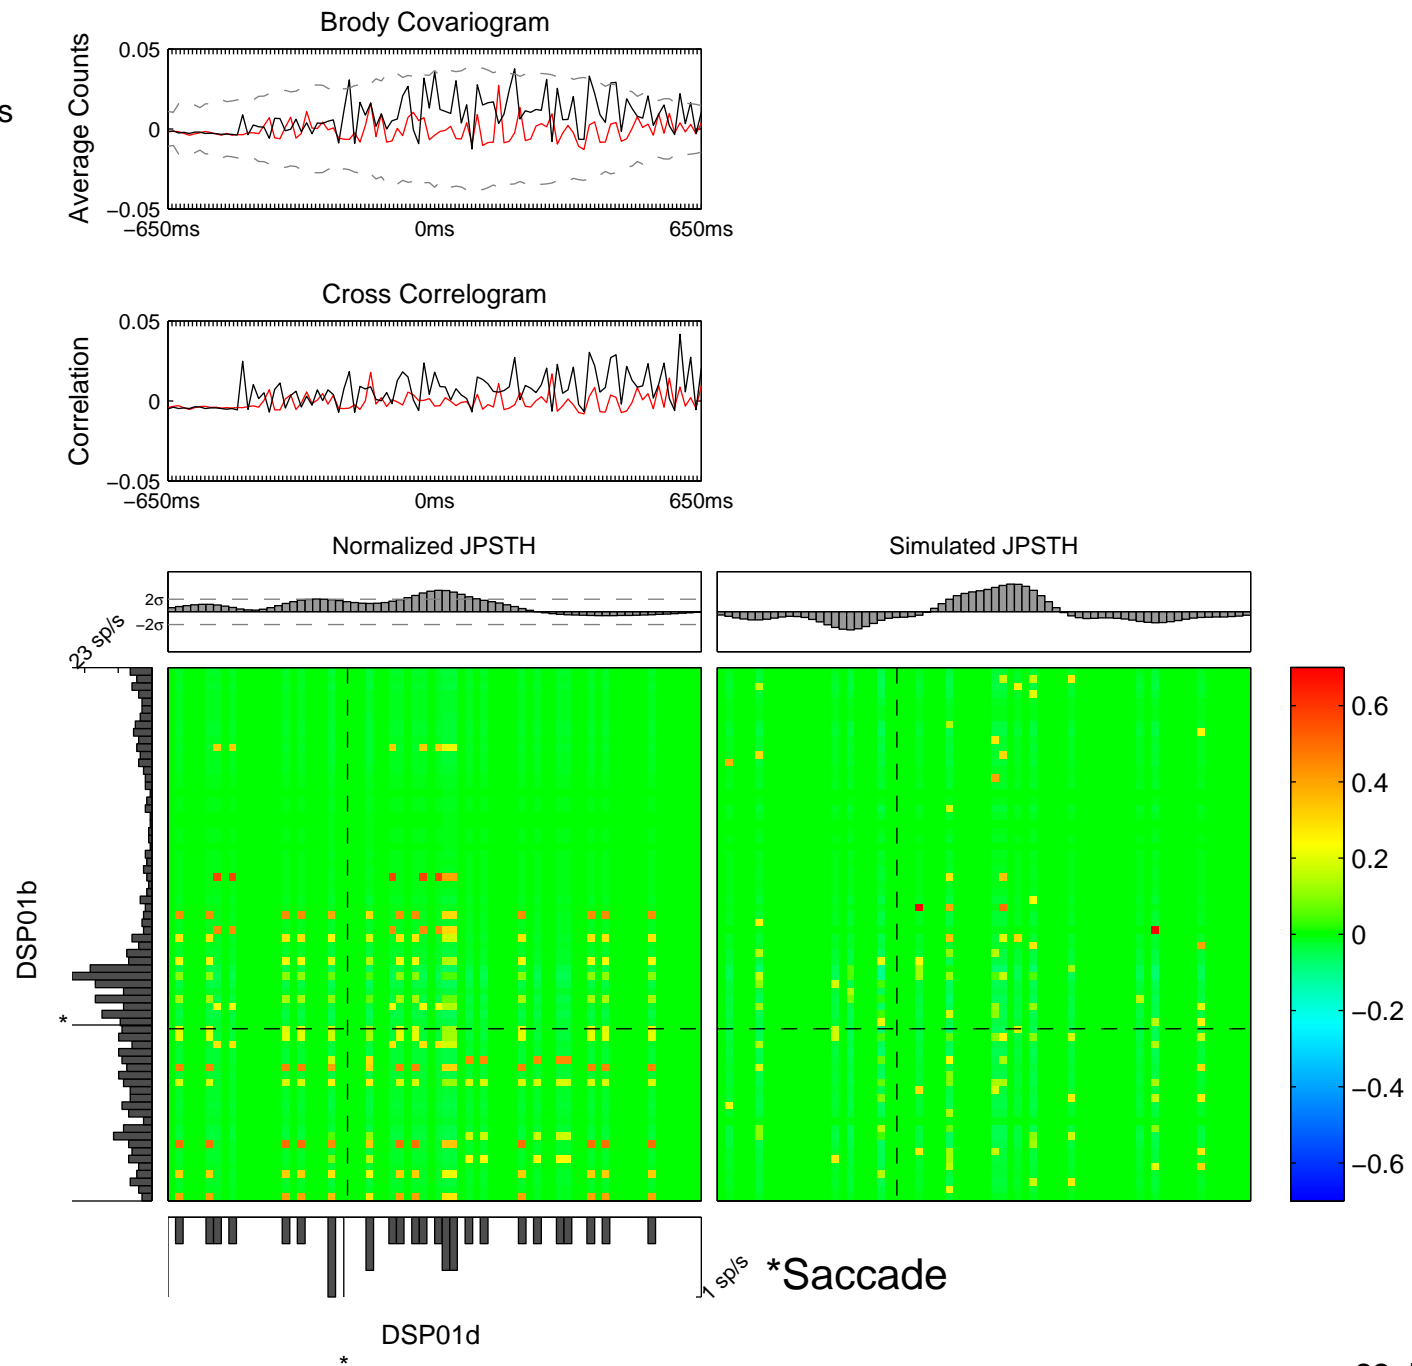 Brody Covariogram
s
Average Counts
0.05
0
−0.05
−650ms
0ms
650ms
Cross Correlogram
Correlation
0.05
0
−0.05
−650ms
0ms
650ms
Normalized JPSTH
Simulated JPSTH
2σ
−2σ
23 sp/s
DSP01b
*
0.6
0.4
0.2
0
−0.2
−0.4
−0.6
1 sp/s
*Saccade
DSP01d
*